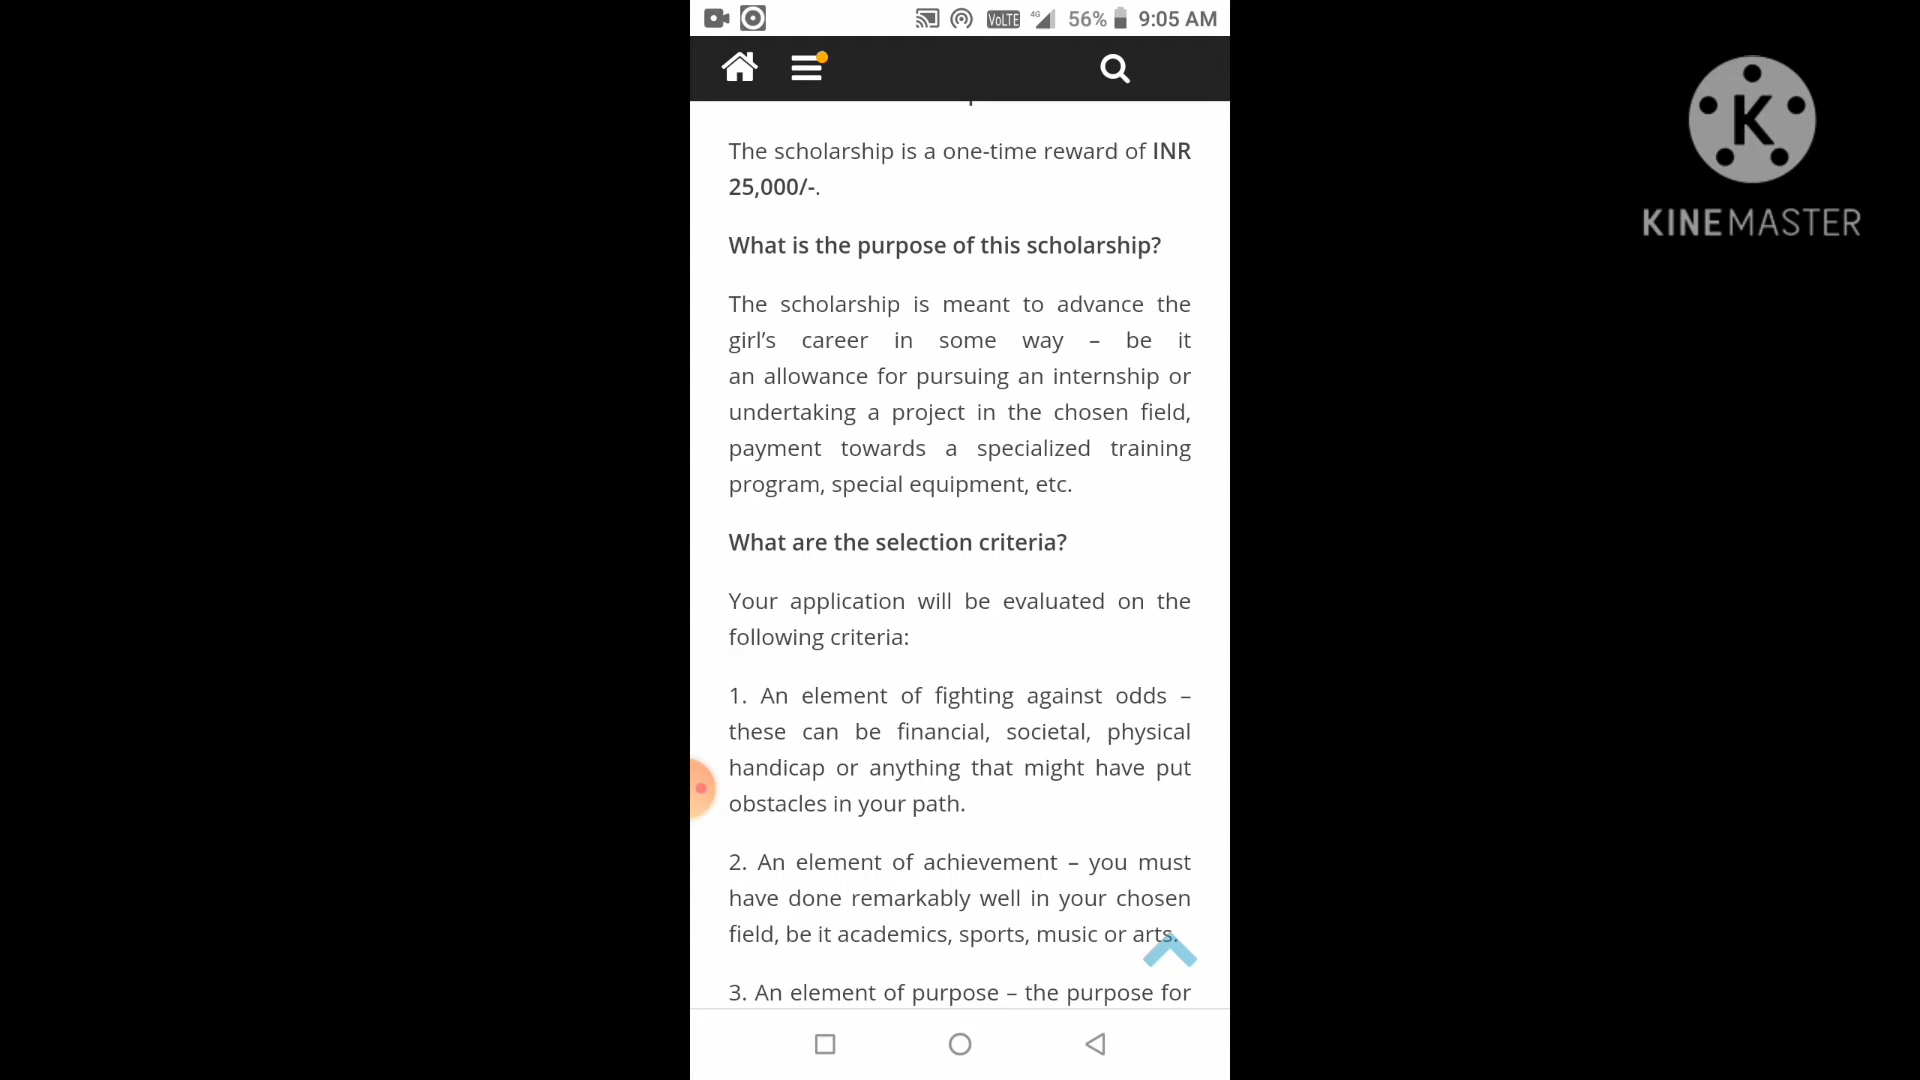 VoLTE 4G 56% 9:05 AM
The scholarship is a one-time reward of INR
25,000/-.
What is the purpose of this scholarship?
The scholarship is meant to advance the
girl’s career in some way – be it
an allowance for pursuing an internship or
undertaking a project in the chosen field,
payment towards a specialized training
program, special equipment, etc.
What are the selection criteria?
Your application will be evaluated on the
following criteria:
1. An element of fighting against odds –
these can be financial, societal, physical
handicap or anything that might have put
obstacles in your path.
2. An element of achievement – you must
have done remarkably well in your chosen
field, be it academics, sports, music or arts.
3. An element of purpose – the purpose for
K
KINEMASTER